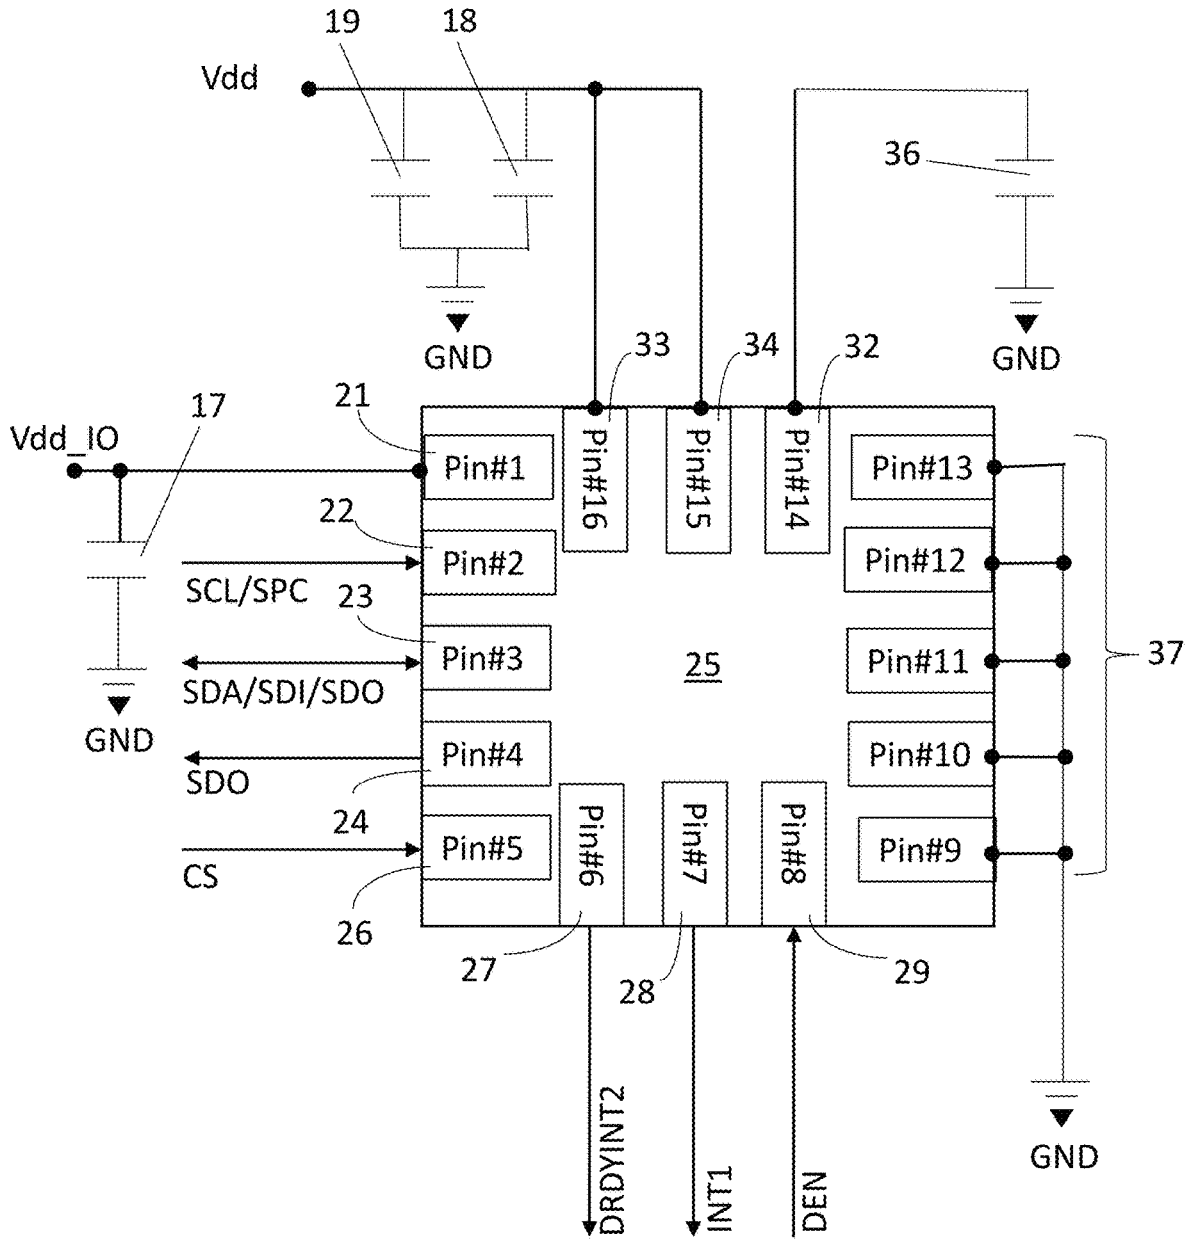 19
18
Vdd
36
GND
GND
33
34
32
21
17
Vdd_IO
Pin#1
Pin#16
Pin#15
Pin#14
Pin#13
22
Pin#2
Pin#12
SCL/SPC
23
Pin#3
25
Pin#11
37
SDA/SDI/SDO
GND
Pin#4
Pin#10
SDO
24
Pin#5
Pin#6
Pin#7
Pin#8
Pin#9
CS
26
27
28
29
DRDYINT2
INT1
DEN
GND